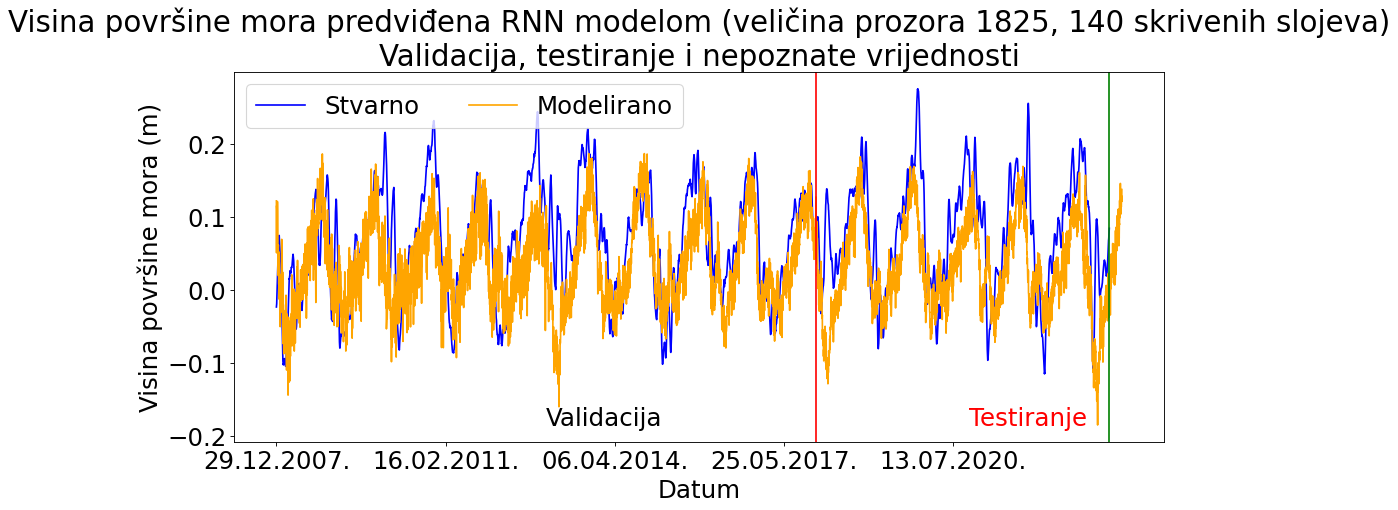 Visina površine mora predviđena RNN modelom (veličina prozora 1825, 140 skrivenih slojeva)
Validacija, testiranje i nepoznate vrijednosti
Stvarno Modelirano
Visina površine mora (m)
0.2
0.1
0.0
−0.1
−0.2
Validacija
Testiranje
29.12.2007. 16.02.2011. 06.04.2014. 25.05.2017. 13.07.2020.
Datum